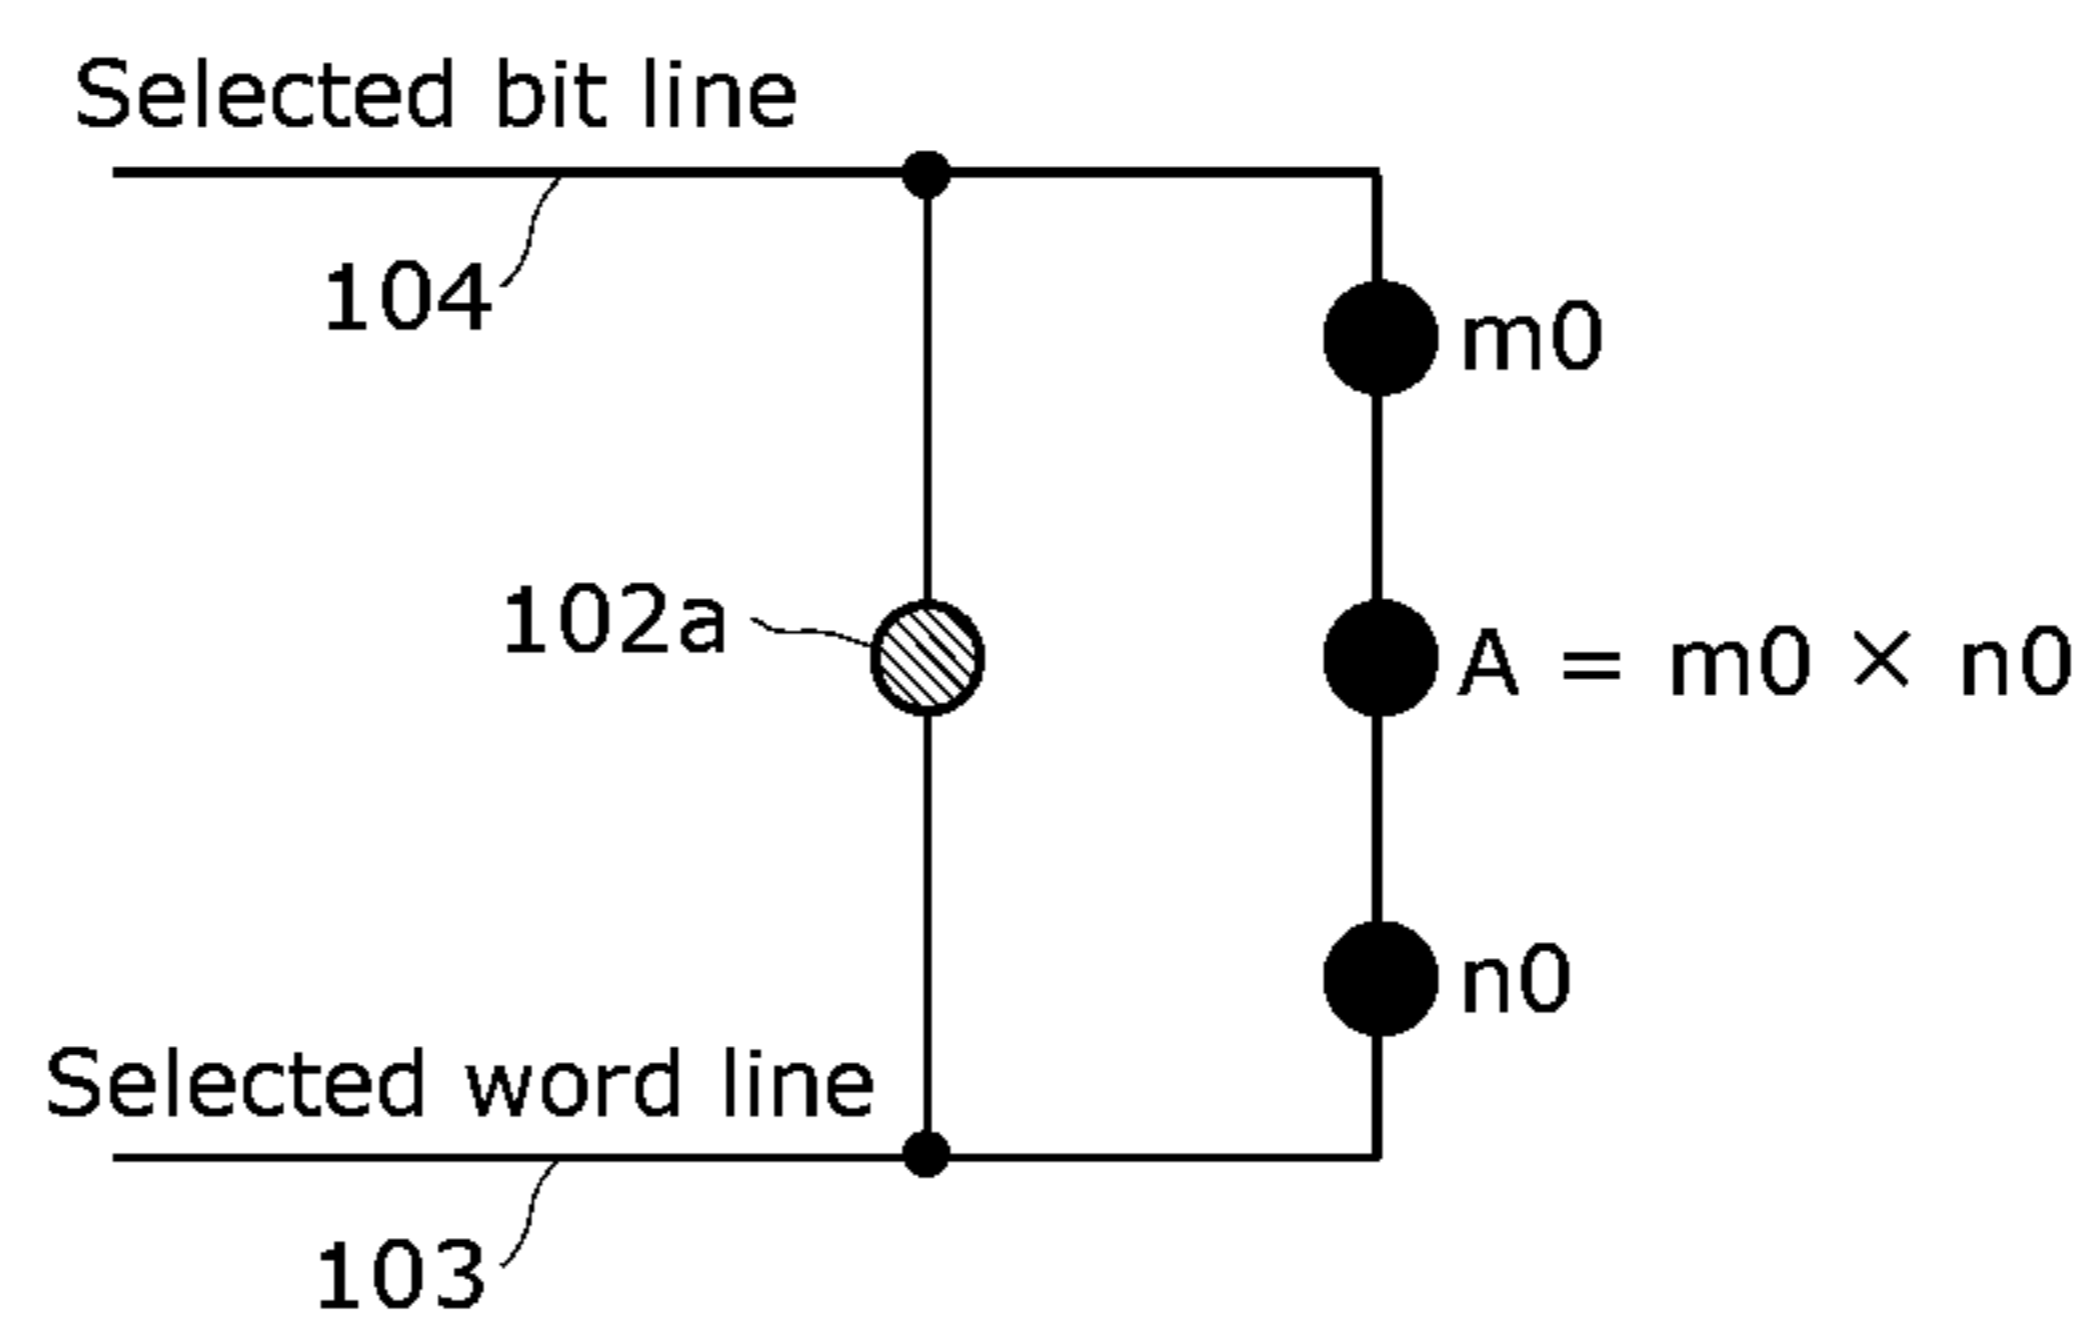 Selected bit line
104
m0
102a
A = m0 × n0
n0
Selected word line
103